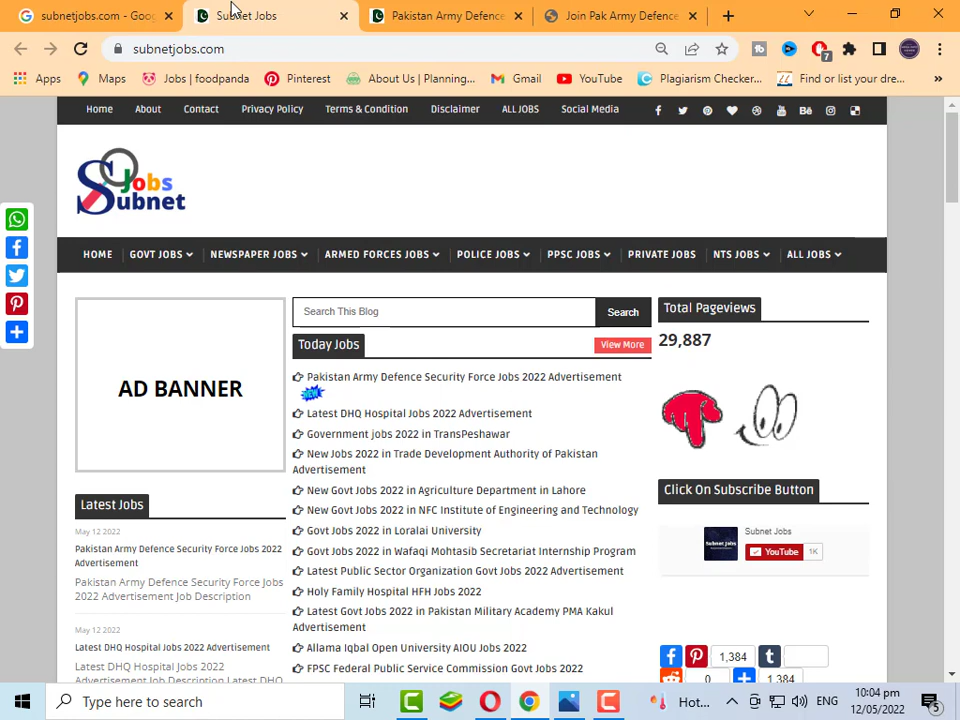 subnetjobs.com - Goog
Subnet Jobs
Pakistan Army Defence
Join Pak Army Defence
subnetjobs.com
7
Apps
Maps
Jobs | foodpanda
Pinterest
About Us | Planning...
Gmail
YouTube
Plagiarism Checker...
Find or list your dre...
Home
About
Contact
Privacy Policy
Terms & Condition
Disclaimer
ALL JOBS
Social Media
Jobs
Subnet
HOME
GOVT JOBS
NEWSPAPER JOBS
ARMED FORCES JOBS
POLICE JOBS
PPSC JOBS
PRIVATE JOBS
NTS JOBS
ALL JOBS
AD BANNER
Latest Jobs
May 12 2022
Pakistan Army Defence Security Force Jobs 2022
Advertisement
Pakistan Army Defence Security Force Jobs
2022 Advertisement Job Description
May 12 2022
Latest DHQ Hospital Jobs 2022 Advertisement
Latest DHQ Hospital Jobs 2022
Advertisement Job Description Latest DHQ
Search This Blog
Search
Today Jobs
View More
Pakistan Army Defence Security Force Jobs 2022 Advertisement
NEW
Latest DHQ Hospital Jobs 2022 Advertisement
Government jobs 2022 in TransPeshawar
New Jobs 2022 in Trade Development Authority of Pakistan
Advertisement
New Govt Jobs 2022 in Agriculture Department in Lahore
New Govt Jobs 2022 in NFC Institute of Engineering and Technology
Govt Jobs 2022 in Loralai University
Govt Jobs 2022 in Wafaqi Mohtasib Secretariat Internship Program
Latest Public Sector Organization Govt Jobs 2022 Advertisement
Holy Family Hospital HFH Jobs 2022
Latest Govt Jobs 2022 in Pakistan Military Academy PMA Kakul
Advertisement
Allama Iqbal Open University AIOU Jobs 2022
FPSC Federal Public Service Commission Govt Jobs 2022
Total Pageviews
29,887
Click On Subscribe Button
Subnet Jobs
Subnet Jobs
YouTube
1K
1,384
0
1,384
Type here to search
Hot...
ENG
10:04 pm
12/05/2022
5